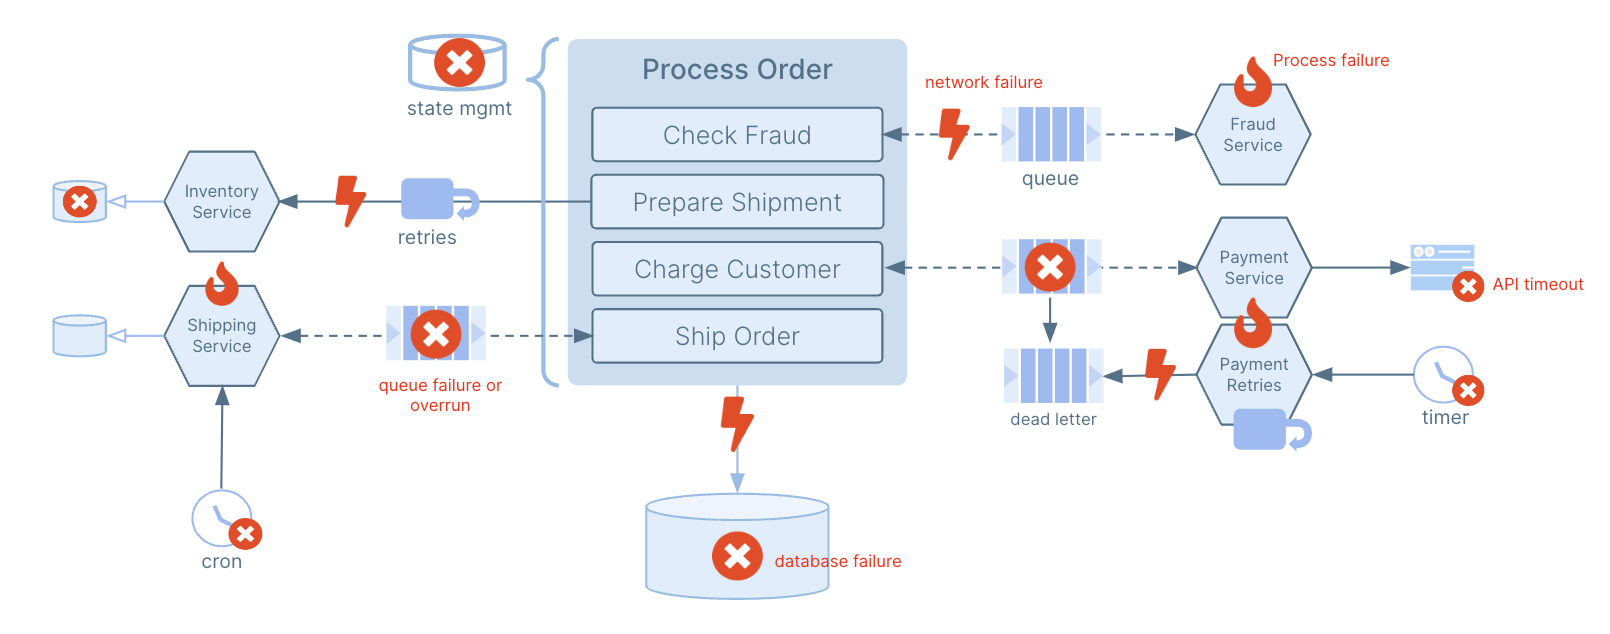 Process Order
state mgmt
Check Fraud
network failure
queue
Process failure
Fraud
Service
Inventory
Service
retries
Prepare Shipment
Charge Customer
Payment
Service
API timeout
Shipping
Service
queue failure or
overrun
Ship Order
dead letter
Payment
Retries
timer
cron
database failure